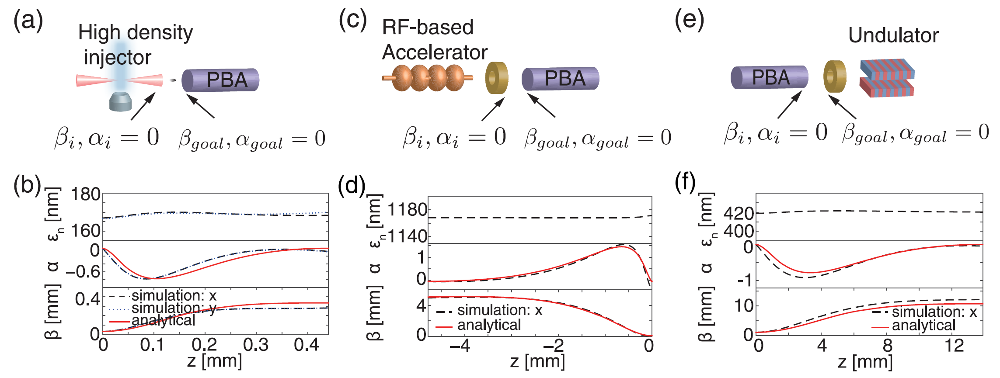 (a)
High density
injector
PBA
βi, αi = 0
βgoal, αgoal = 0
(c)
RF-based
Accelerator
PBA
βi, αi = 0
βgoal, αgoal = 0
(e)
Undulator
PBA
βi, αi = 0
βgoal, αgoal = 0
(b)
εn [nm]
180
160
α
0
−0.6
β [mm]
0.4
0
simulation: x
simulation: y
analytical
0 0.1 0.2 0.3 0.4
z [mm]
(d)
εn [nm]
1180
1140
α
1
0
β [mm]
4
0
simulation: x
analytical
−4 −2 0
z [mm]
(f)
εn [nm]
420
400
α
0
-1
β [mm]
10
0
simulation: x
analytical
0 4 8 12
z [mm]